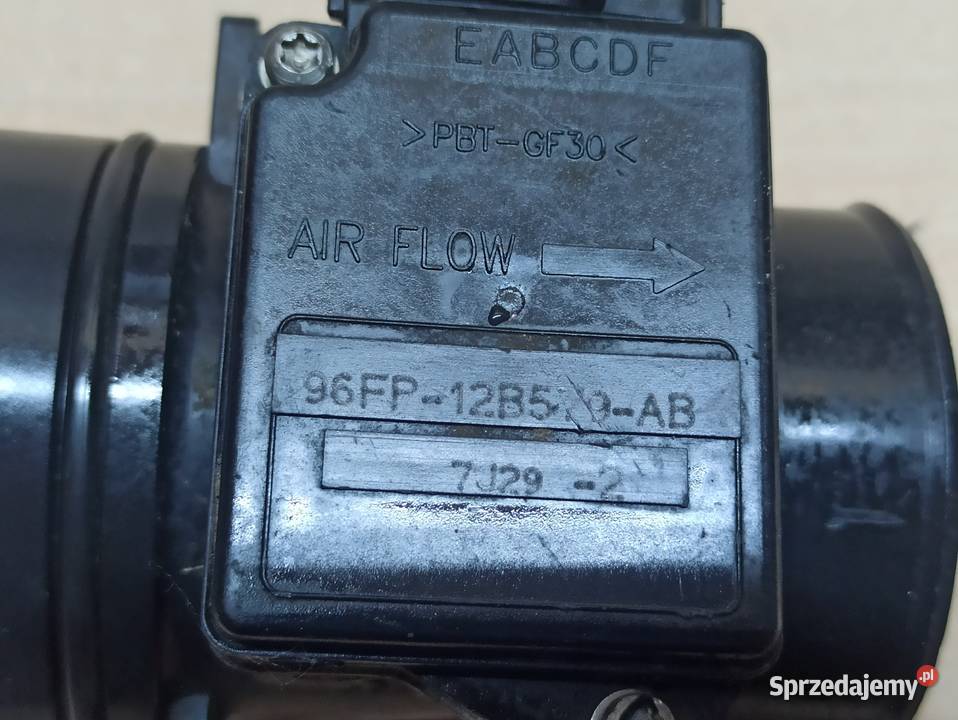 EABCDF
>PBT-GF30<
AIR FLOW
7J29 -2
Sprzedajemy.pl